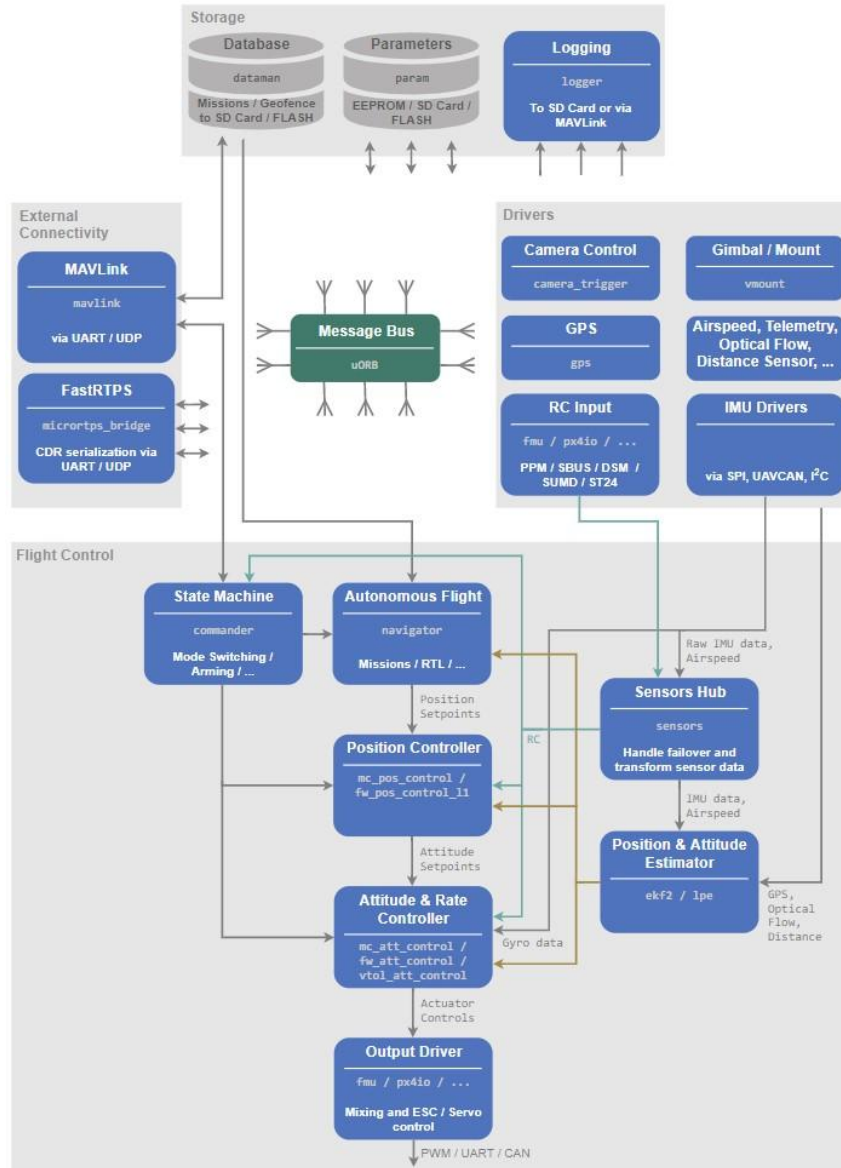 Storage
Database
dataman
Missions / Geofence
to SD Card / FLASH
Parameters
param
EEPROM / SD Card /
FLASH
Logging
logger
To SD Card or via
MAVLink
External
Connectivity
MAVLink
mavlink
via UART / UDP
FastRTPS
micrortps_bridge
CDR serialization via
UART / UDP
Message Bus
uORB
Drivers
Camera Control
camera_trigger
Gimbal / Mount
vmount
GPS
gps
Airspeed, Telemetry,
Optical Flow,
Distance Sensor, ...
RC Input
fmu / px4io / ...
PPM / SBUS / DSM /
SUMD / ST24
IMU Drivers
via SPI, UAVCAN, I²C
Flight Control
State Machine
commander
Mode Switching /
Arming / ...
Autonomous Flight
navigator
Missions / RTL / ...
Raw IMU data,
Airspeed
Sensors Hub
sensors
Handle failover and
transform sensor data
Position
Setpoints
RC
Position Controller
mc_pos_control /
fw_pos_control_l1
IMU data,
Airspeed
Position & Attitude
Estimator
ekf2 / lpe
Attitude
Setpoints
GPS,
Optical
Flow,
Distance
Attitude & Rate
Controller
mc_att_control /
fw_att_control /
vtol_att_control
Gyro data
Actuator
Controls
Output Driver
fmu / px4io / ...
Mixing and ESC / Servo
control
PWM / UART / CAN